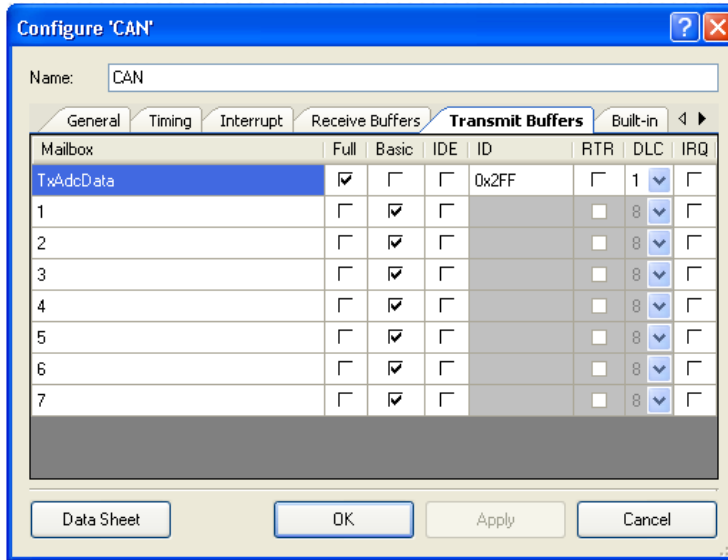 Configure 'CAN'
Name: CAN
General Timing Interrupt Receive Buffers Transmit Buffers Built-in
Mailbox Full Basic IDE ID RTR DLC IRQ
TxAdcData 0x2FF 1
1 8
2 8
3 8
4 8
5 8
6 8
7 8
Data Sheet OK Apply Cancel